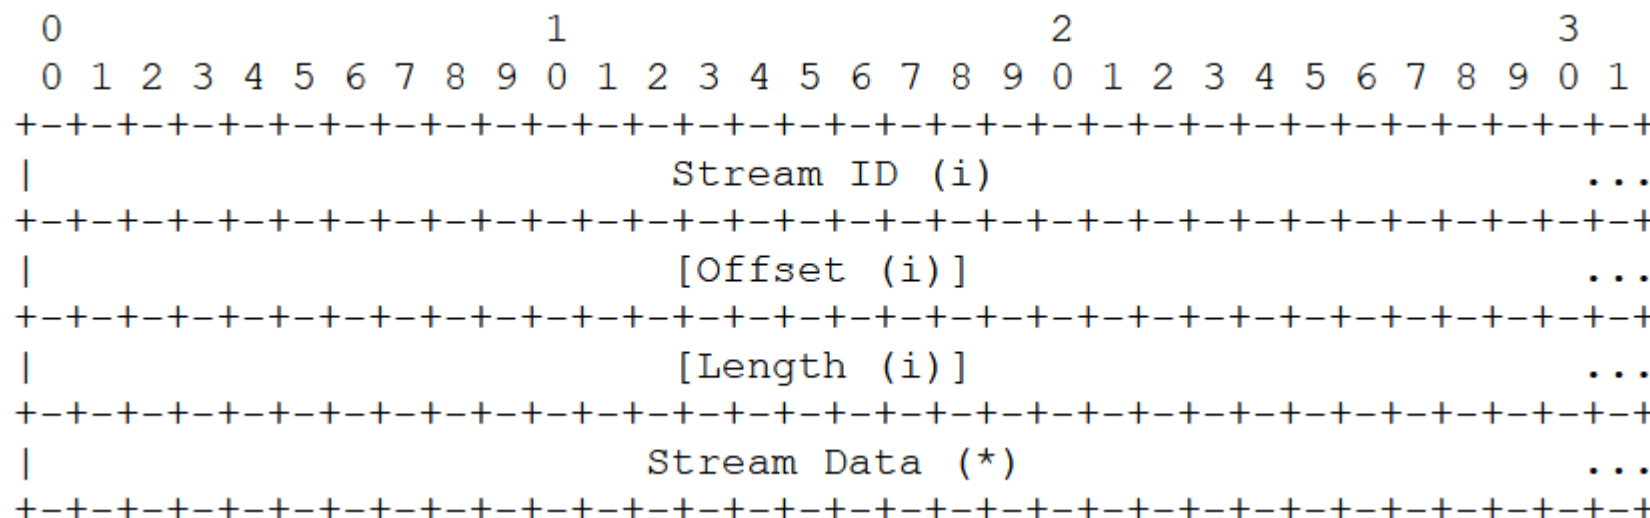 0                   1                   2                   3
0 1 2 3 4 5 6 7 8 9 0 1 2 3 4 5 6 7 8 9 0 1 2 3 4 5 6 7 8 9 0 1
+-+-+-+-+-+-+-+-+-+-+-+-+-+-+-+-+-+-+-+-+-+-+-+-+-+-+-+-+-+-+-+-+
|                         Stream ID (i)                       ...
+-+-+-+-+-+-+-+-+-+-+-+-+-+-+-+-+-+-+-+-+-+-+-+-+-+-+-+-+-+-+-+-+
|                         [Offset (i)]                        ...
+-+-+-+-+-+-+-+-+-+-+-+-+-+-+-+-+-+-+-+-+-+-+-+-+-+-+-+-+-+-+-+-+
|                         [Length (i)]                        ...
+-+-+-+-+-+-+-+-+-+-+-+-+-+-+-+-+-+-+-+-+-+-+-+-+-+-+-+-+-+-+-+-+
|                        Stream Data (*)                      ...
+-+-+-+-+-+-+-+-+-+-+-+-+-+-+-+-+-+-+-+-+-+-+-+-+-+-+-+-+-+-+-+-+